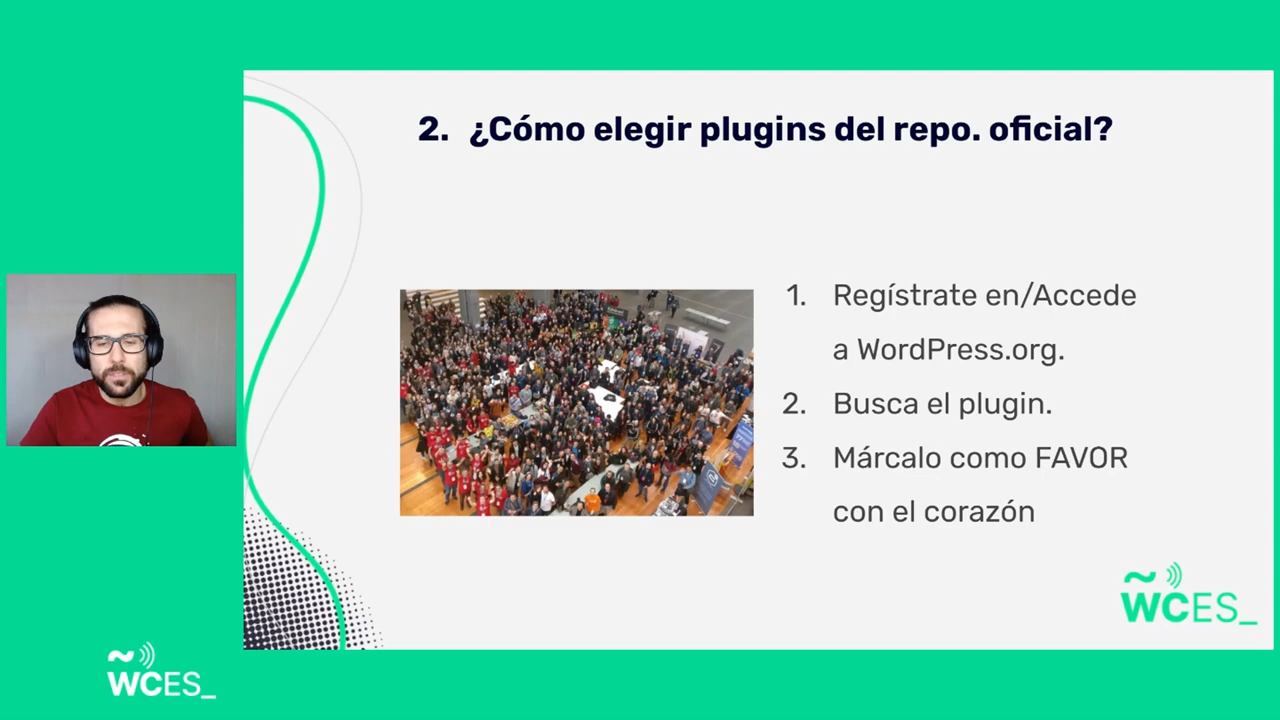 2. ¿Cómo elegir plugins del repo. oficial?
1. Regístrate en/Accede
a WordPress.org.
2. Busca el plugin.
3. Márcalo como FAVOR
con el corazón
~ WCES_
~ WCES_